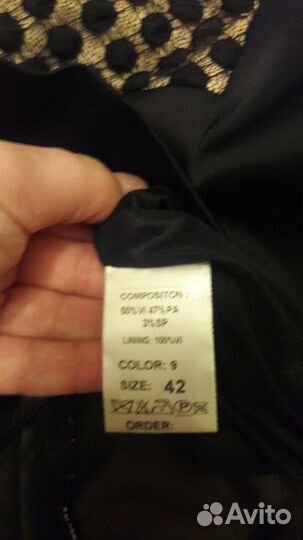 COMPOSITON :
50%VI 47%PA
3%SP
LINING: 100%VI
COLOR: 9
SIZE: 42
ORDER:
Avito